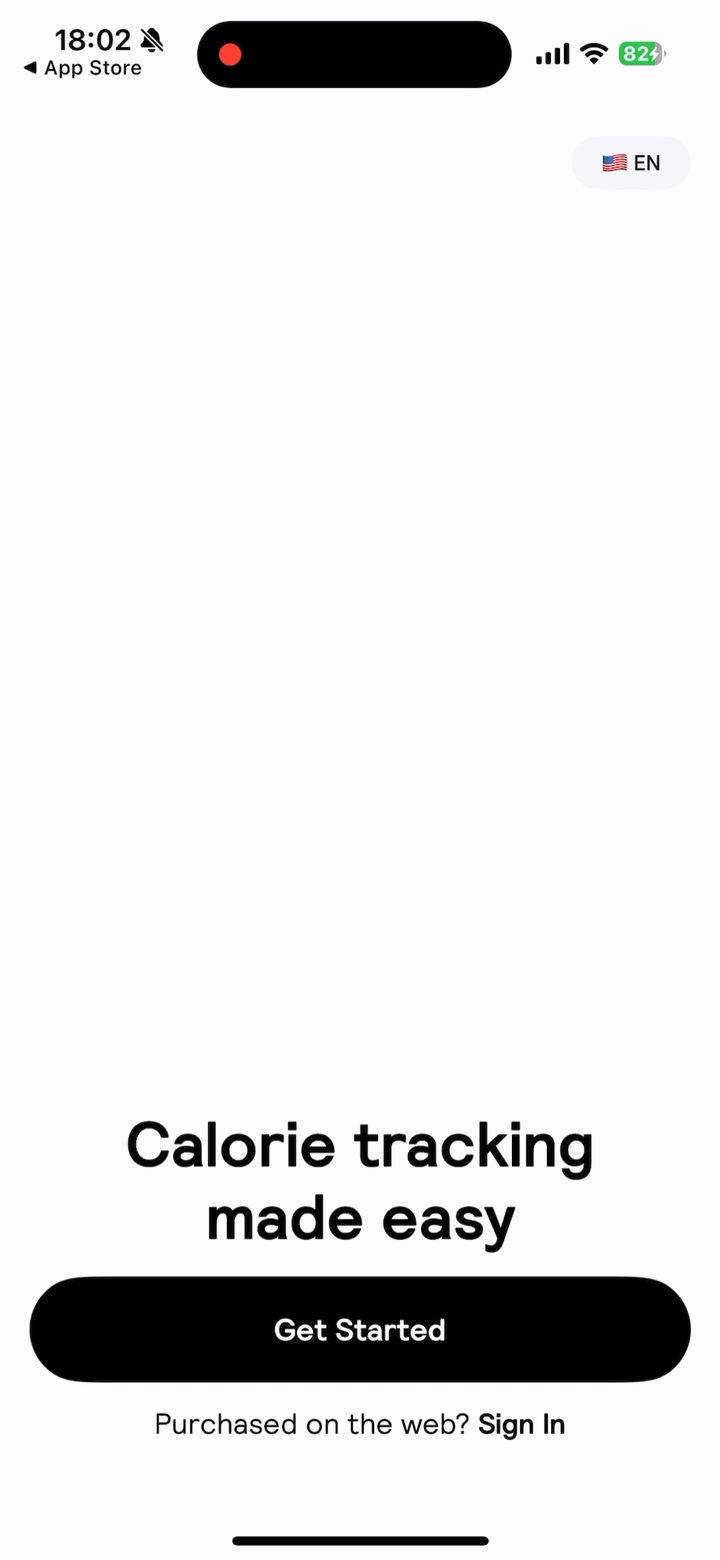 18:02
◀ App Store
82
🇺🇸 EN
Calorie tracking
made easy
Get Started
Purchased on the web? Sign In